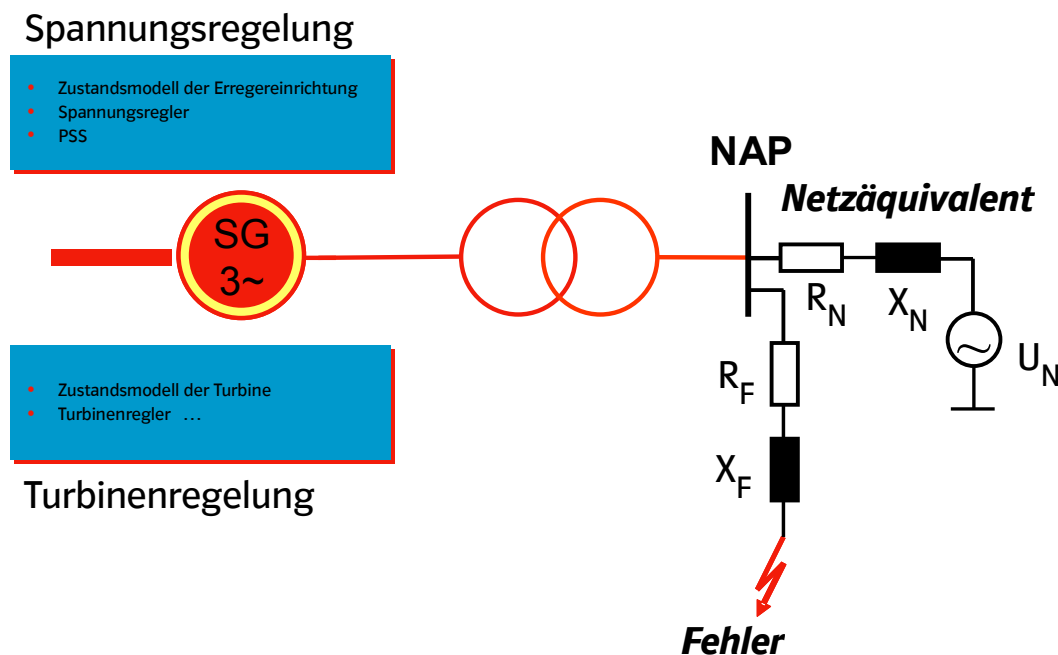 Spannungsregelung
• Zustandsmodell der Erregereinrichtung
• Spannungsregler
• PSS
NAP
Netzäquivalent
SG
3~
R_N
X_N
U_N
R_F
X_F
• Zustandsmodell der Turbine
• Turbinenregler …
Turbinenregelung
Fehler